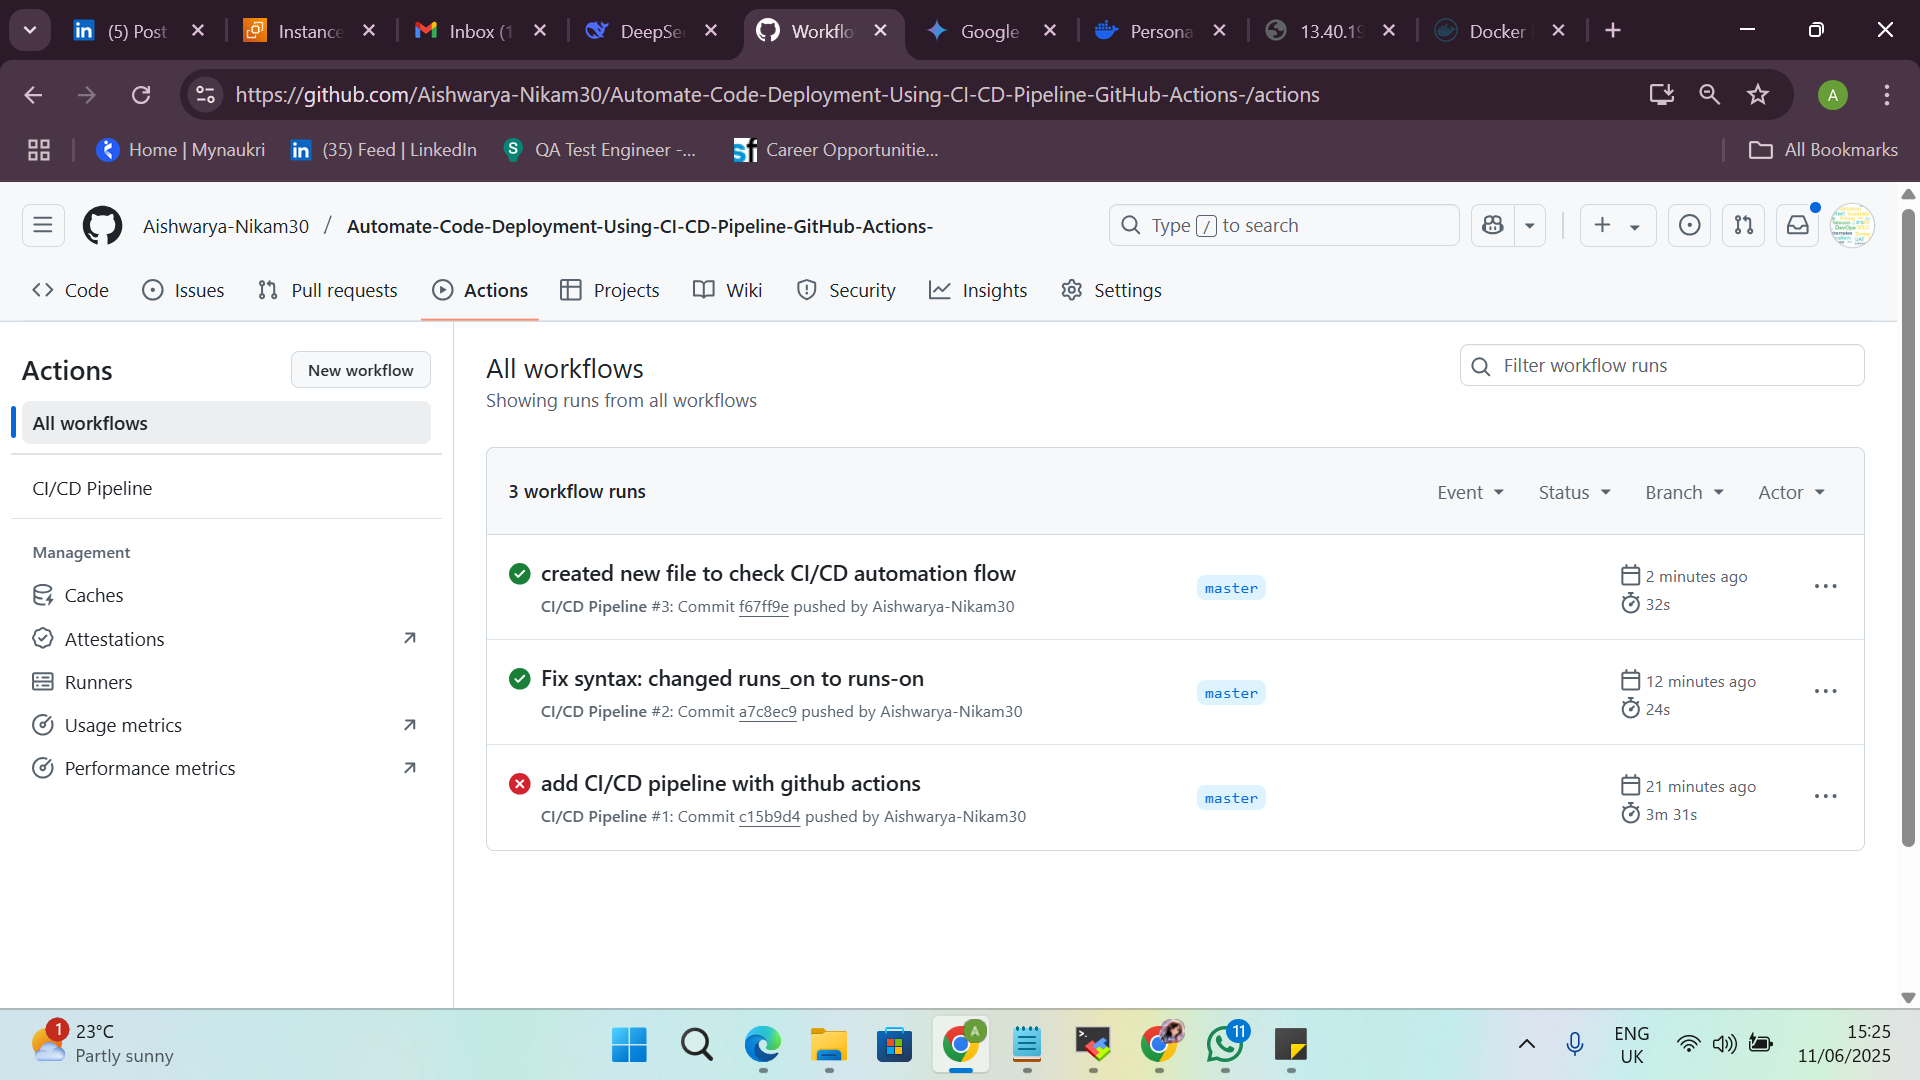 (5) Post
Instance
Inbox (1
DeepSee
Workflo
Google
Persona
13.40.19
Docker
https://github.com/Aishwarya-Nikam30/Automate-Code-Deployment-Using-CI-CD-Pipeline-GitHub-Actions-/actions
A
Home | Mynaukri
(35) Feed | LinkedIn
QA Test Engineer -...
Career Opportunitie...
All Bookmarks
Aishwarya-Nikam30 / Automate-Code-Deployment-Using-CI-CD-Pipeline-GitHub-Actions-
Type / to search
Code
Issues
Pull requests
Actions
Projects
Wiki
Security
Insights
Settings
Actions
New workflow
All workflows
CI/CD Pipeline
Management
Caches
Attestations
Runners
Usage metrics
Performance metrics
All workflows
Showing runs from all workflows
Filter workflow runs
3 workflow runs
Event
Status
Branch
Actor
created new file to check CI/CD automation flow
CI/CD Pipeline #3: Commit f67ff9e pushed by Aishwarya-Nikam30
master
2 minutes ago
32s
Fix syntax: changed runs_on to runs-on
CI/CD Pipeline #2: Commit a7c8ec9 pushed by Aishwarya-Nikam30
master
12 minutes ago
24s
add CI/CD pipeline with github actions
CI/CD Pipeline #1: Commit c15b9d4 pushed by Aishwarya-Nikam30
master
21 minutes ago
3m 31s
1
23°C
Partly sunny
A
11
ENG
UK
15:25
11/06/2025